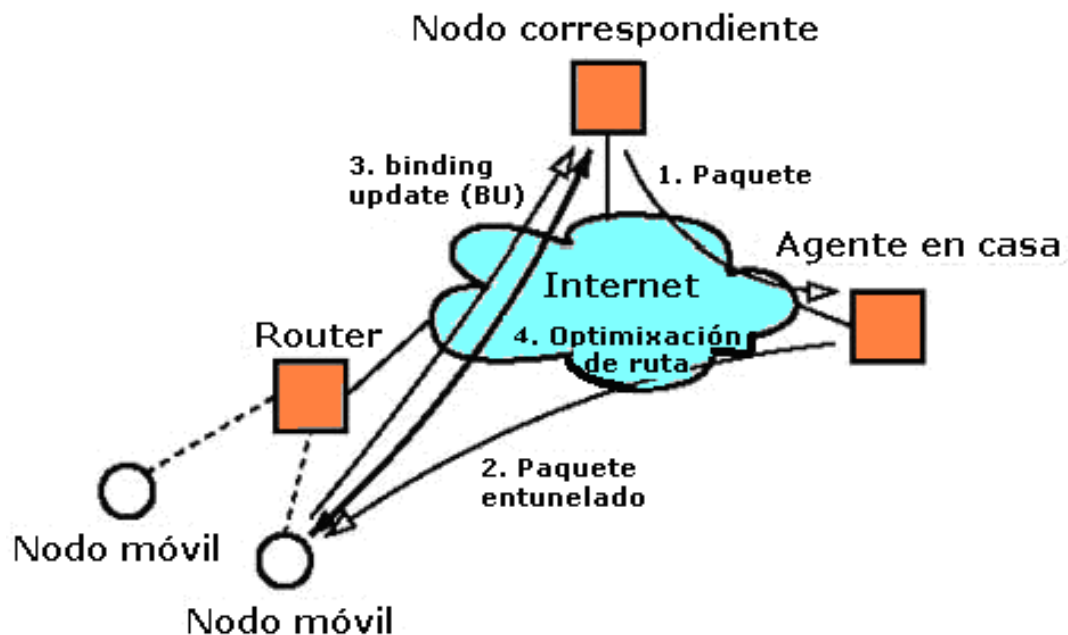 Nodo correspondiente
3. binding
update (BU)
1. Paquete
Agente en casa
Internet
Router
4. Optimixación
de ruta
2. Paquete
entunelado
Nodo móvil
Nodo móvil